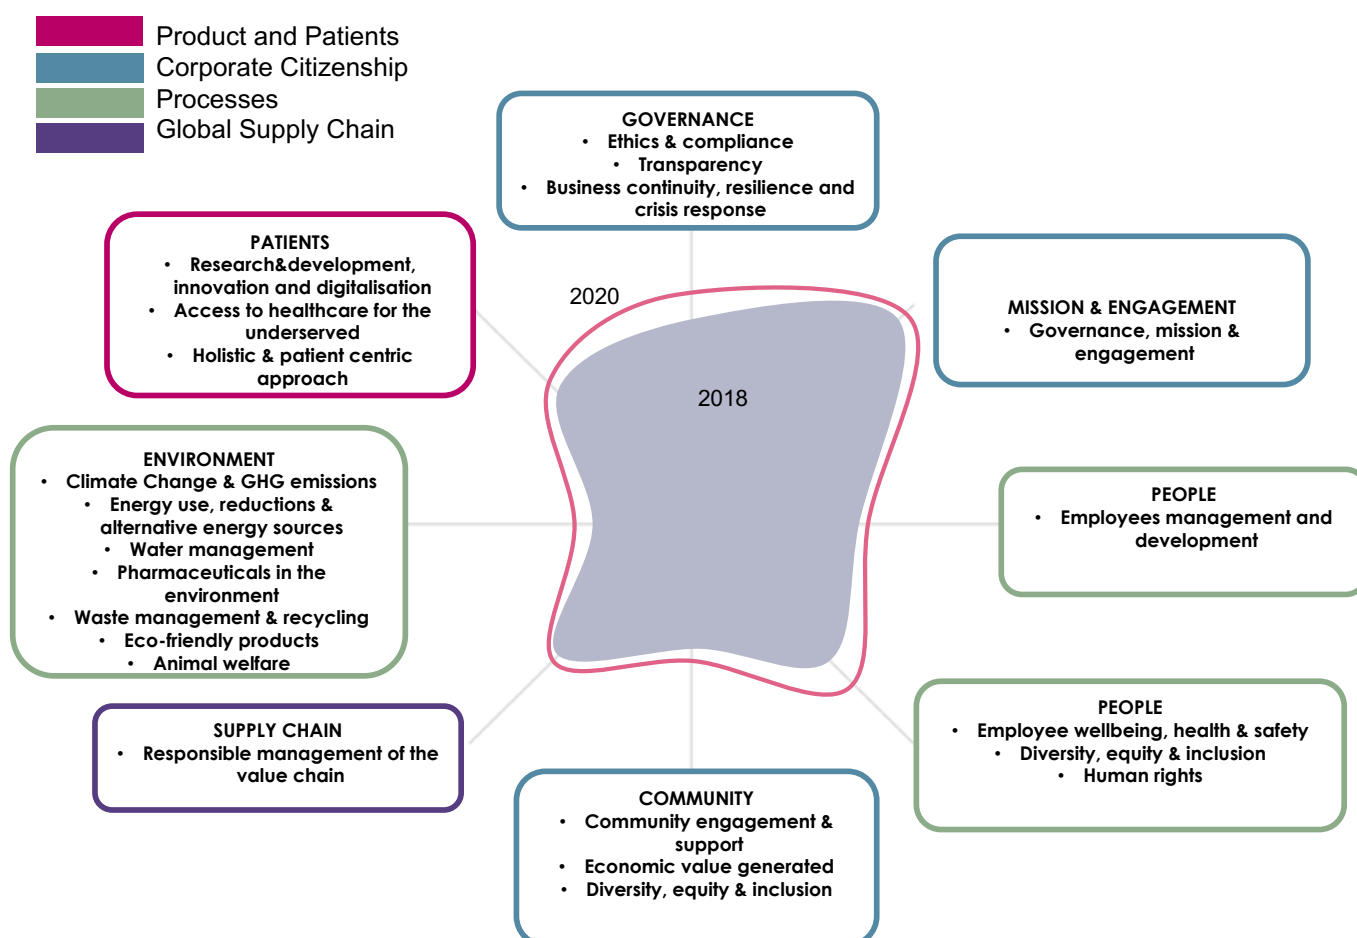 Product and Patients
Corporate Citizenship
Processes
Global Supply Chain
GOVERNANCE
• Ethics & compliance
• Transparency
• Business continuity, resilience and
crisis response
PATIENTS
• Research&development,
innovation and digitalisation
• Access to healthcare for the
underserved
• Holistic & patient centric
approach
2020
2018
MISSION & ENGAGEMENT
• Governance, mission &
engagement
ENVIRONMENT
• Climate Change & GHG emissions
• Energy use, reductions &
alternative energy sources
• Water management
• Pharmaceuticals in the
environment
• Waste management & recycling
• Eco-friendly products
• Animal welfare
PEOPLE
• Employees management and
development
SUPPLY CHAIN
• Responsible management of the
value chain
PEOPLE
• Employee wellbeing, health & safety
• Diversity, equity & inclusion
• Human rights
COMMUNITY
• Community engagement &
support
• Economic value generated
• Diversity, equity & inclusion